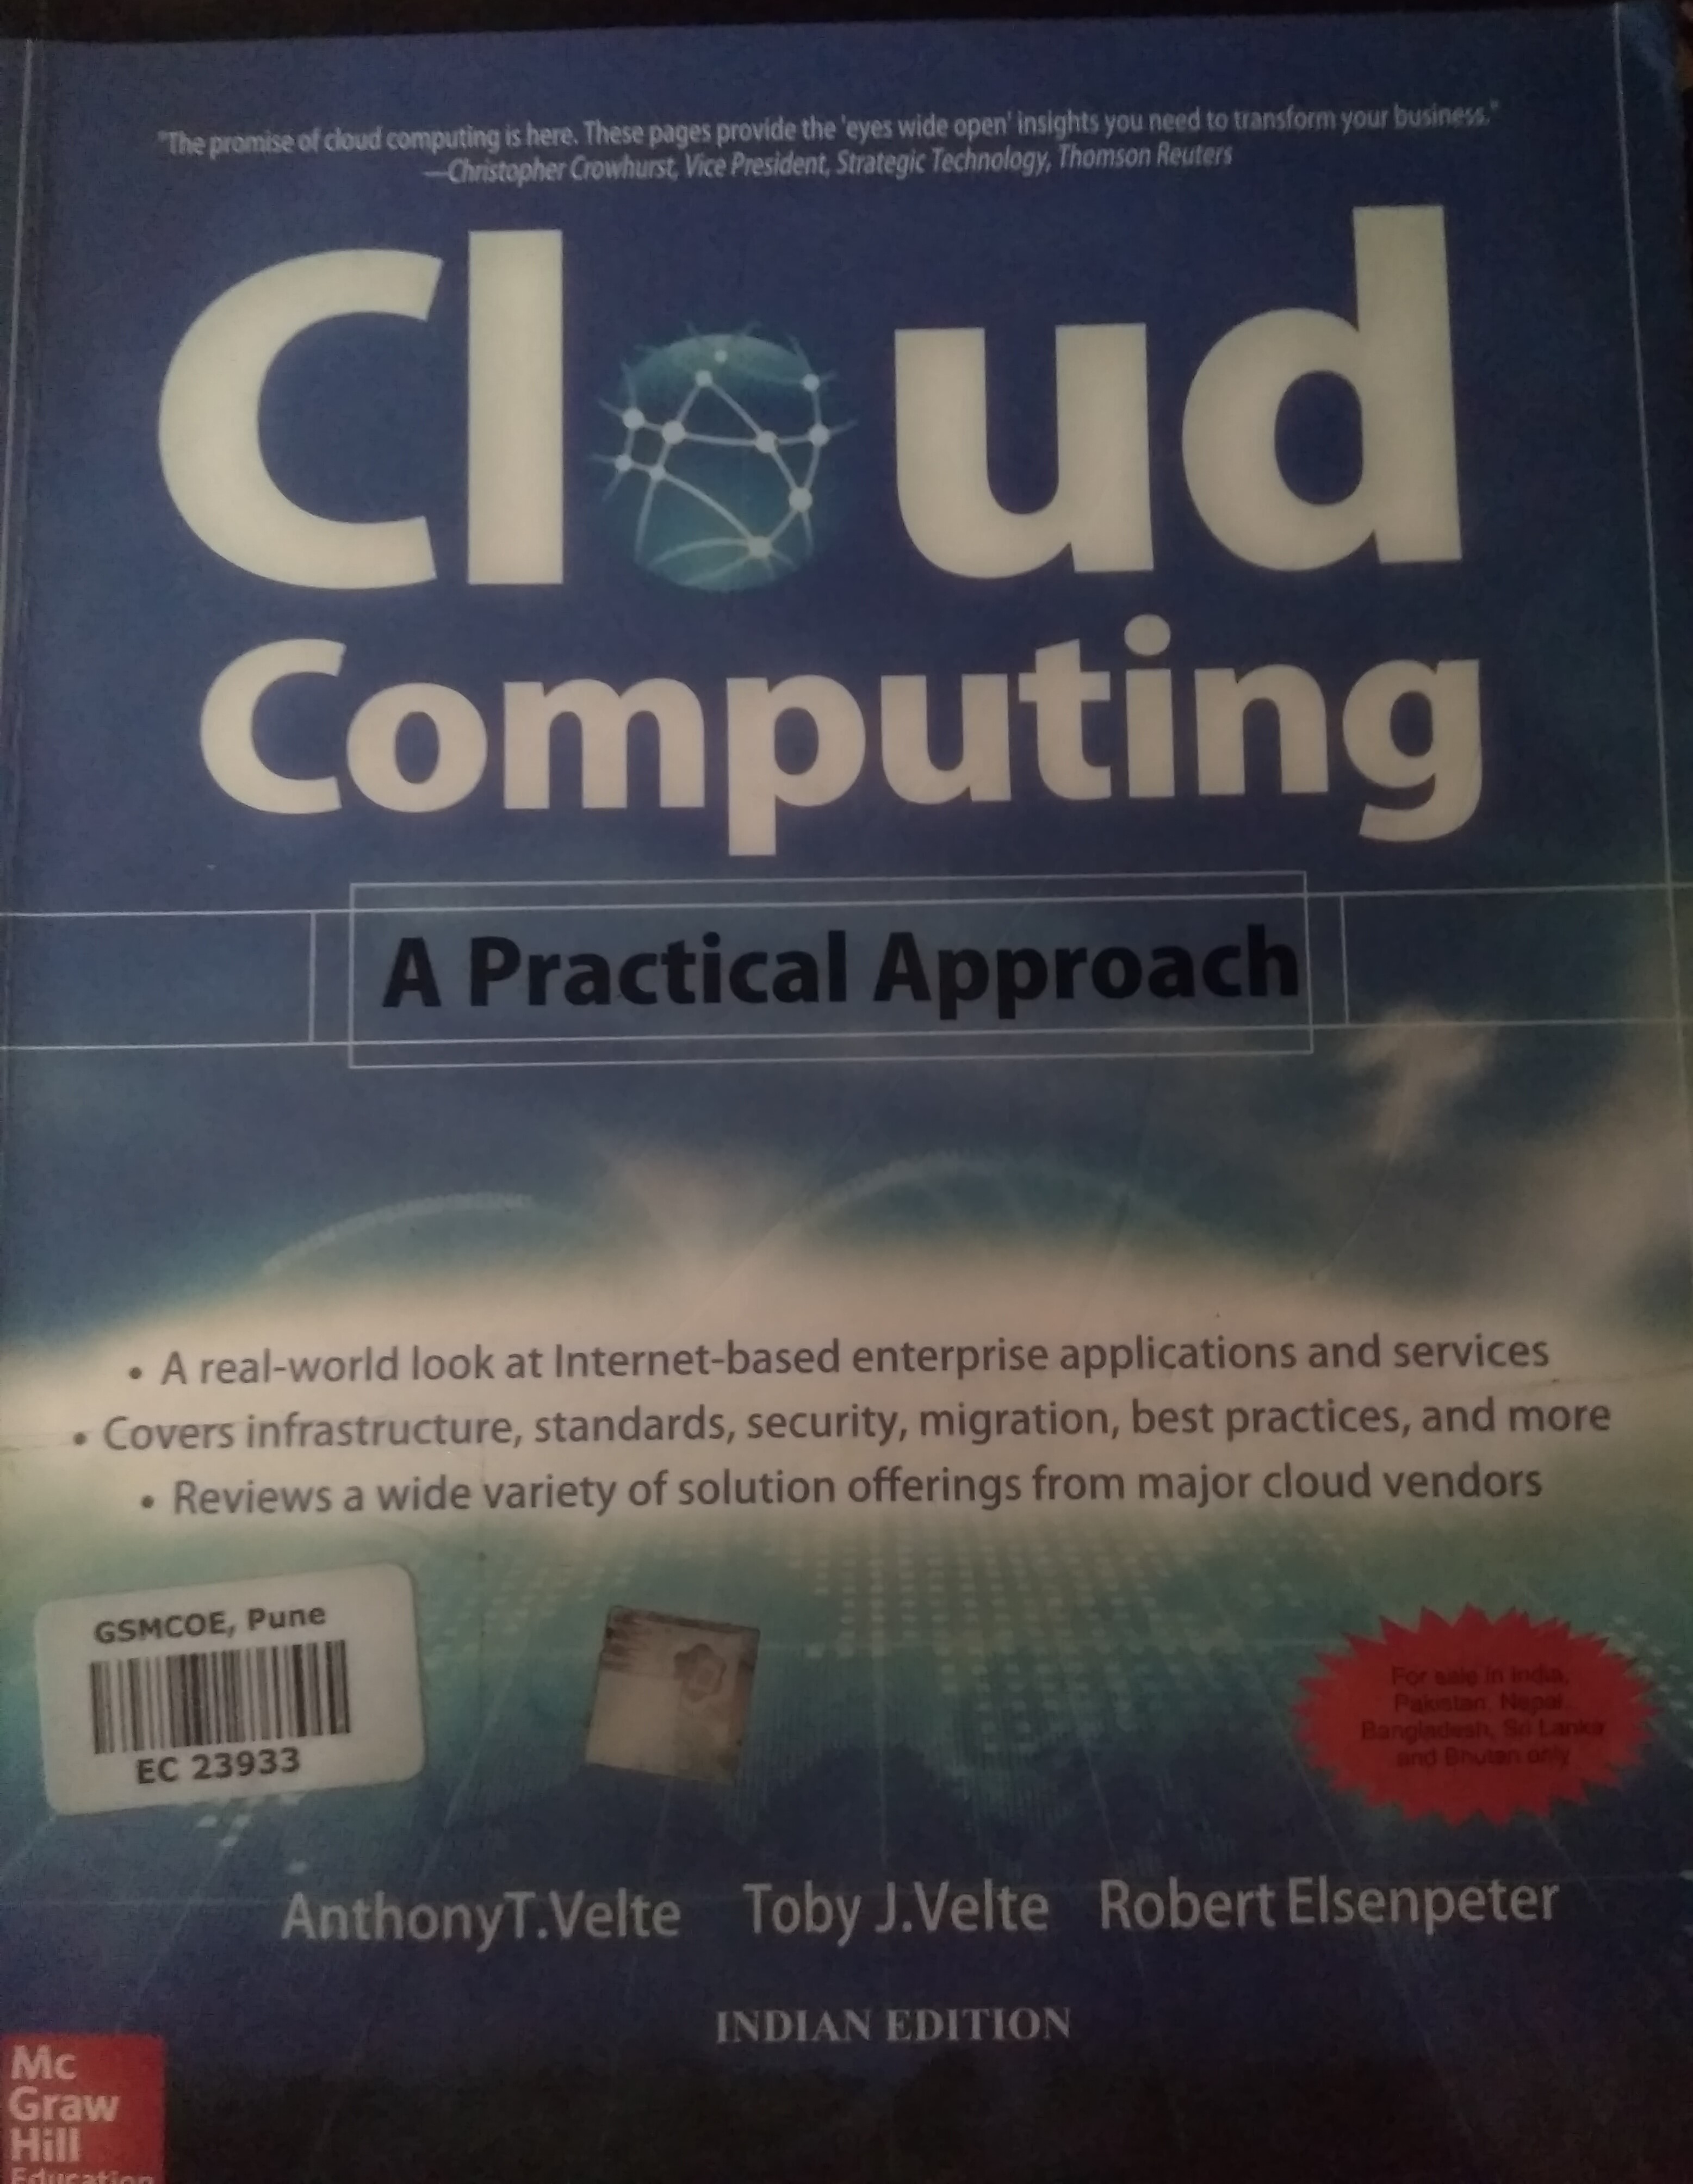 "The promise of cloud computing is here. These pages provide the 'eyes wide open' insights you need to transform your business."
—Christopher Crowhurst, Vice President, Strategic Technology, Thomson Reuters
Cloud
Computing
A Practical Approach
• A real-world look at Internet-based enterprise applications and services
• Covers infrastructure, standards, security, migration, best practices, and more
• Reviews a wide variety of solution offerings from major cloud vendors
GSMCOE, Pune
EC 23933
For sale in India,
Pakistan, Nepal,
Bangladesh, Sri Lanka
and Bhutan only
AnthonyT.Velte Toby J.Velte Robert Elsenpeter
INDIAN EDITION
Mc
Graw
Hill
Education